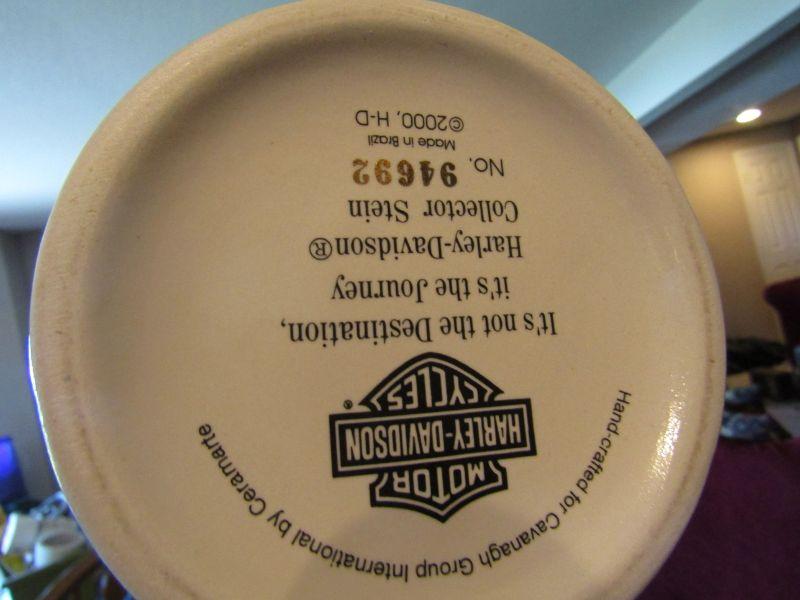 Hand-crafted for Cavanagh Group International by Ceramarte
MOTOR
HARLEY-DAVIDSON
CYCLES
®
It's not the Destination,
it's the Journey
Harley-Davidson®
Collector Stein
No. 94692
Made in Brazil
©2000, H-D